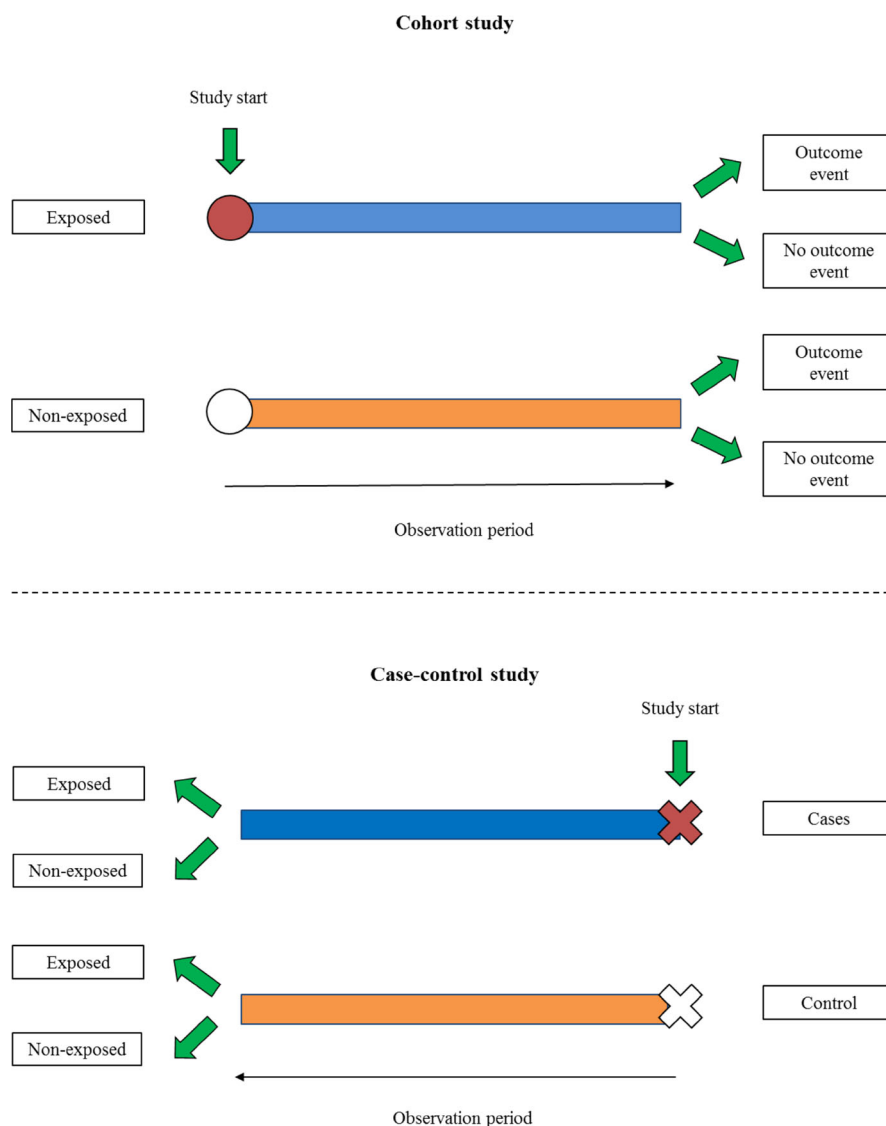 Cohort study
Study start
Exposed
Outcome
event
No outcome
event
Non-exposed
Outcome
event
No outcome
event
Observation period
Case-control study
Study start
Exposed
Cases
Non-exposed
Exposed
Control
Non-exposed
Observation period